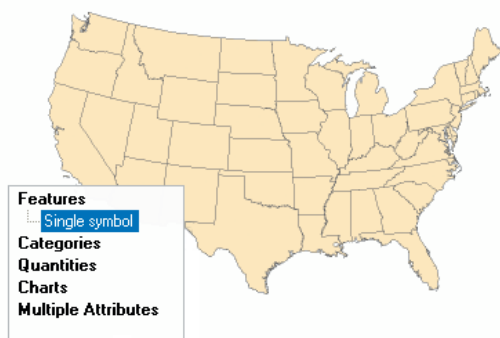 Features
Single symbol
Categories
Quantities
Charts
Multiple Attributes